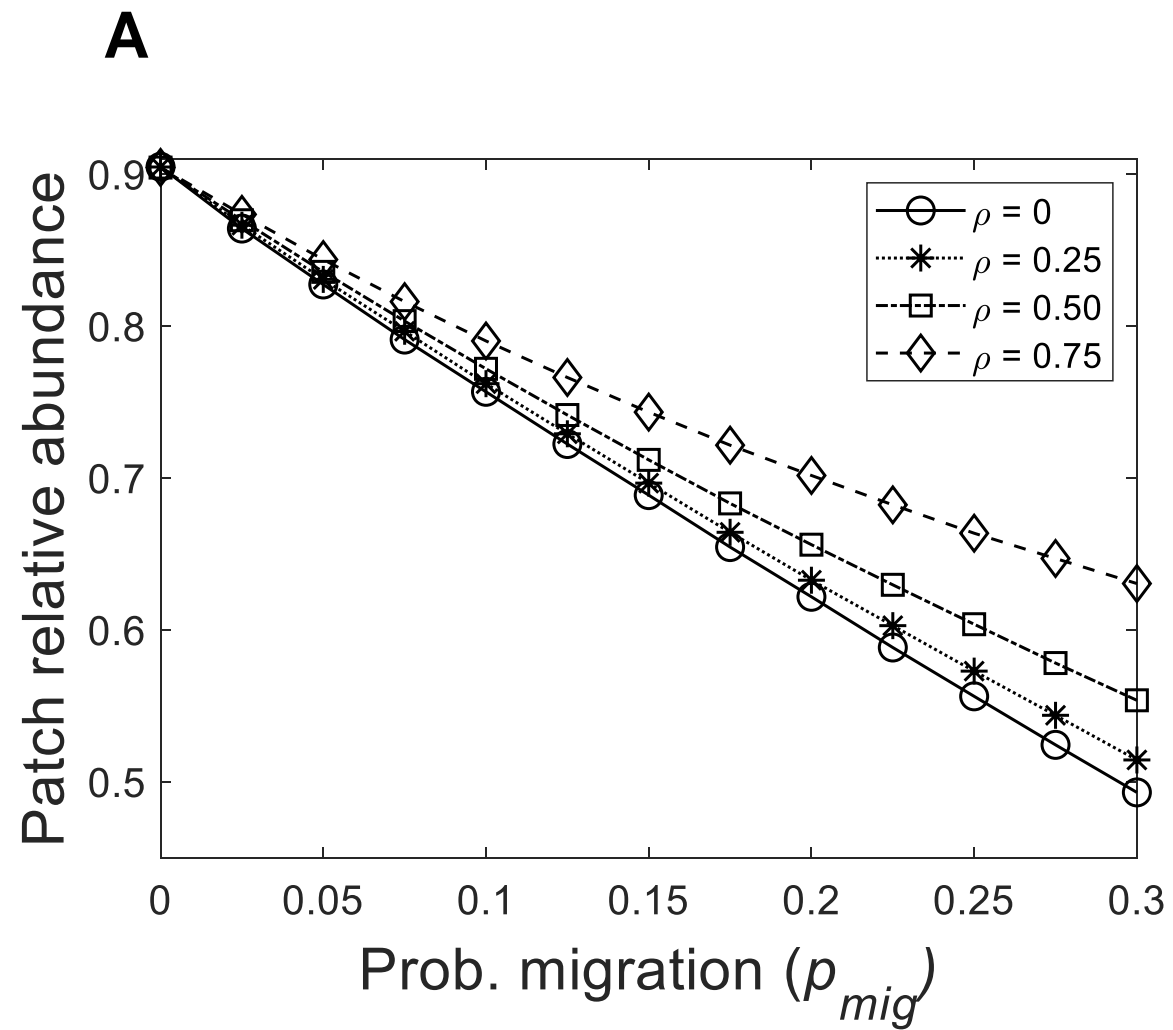 A
Patch relative abundance
0.9
0.8
0.7
0.6
0.5
ρ = 0
ρ = 0.25
ρ = 0.50
ρ = 0.75
0 0.05 0.1 0.15 0.2 0.25 0.3
Prob. migration (p_mig)